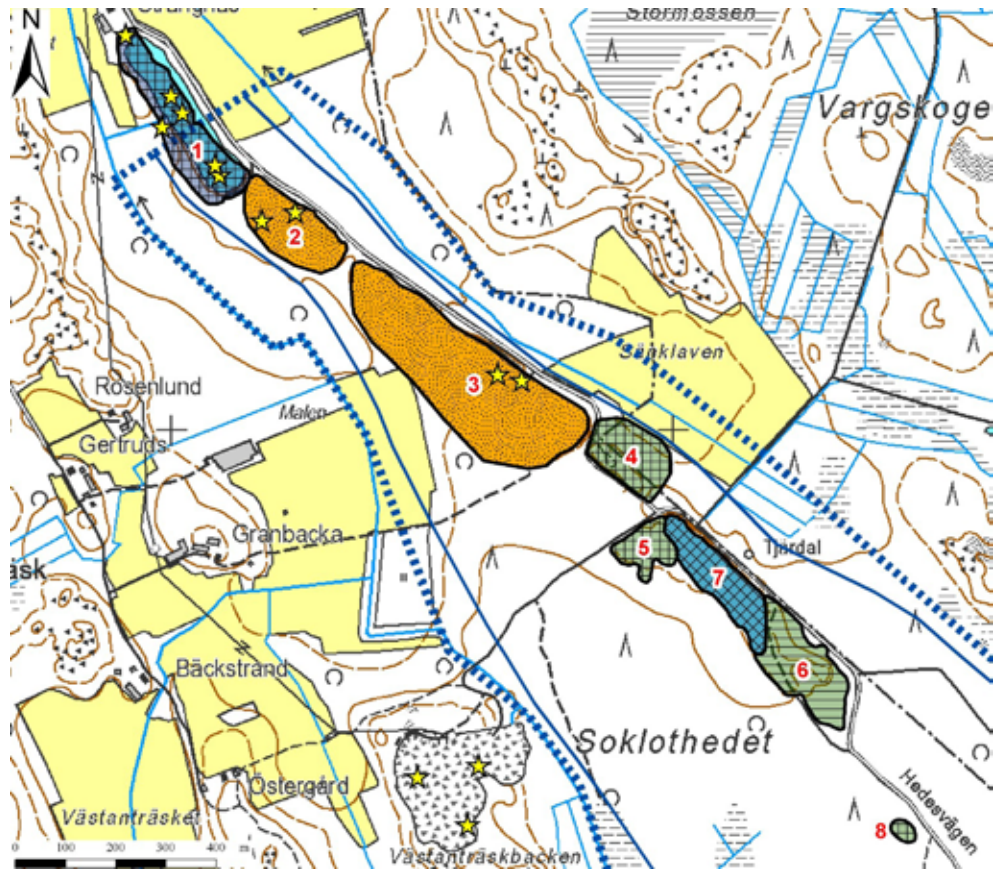 N
Stormossen
Vargskoge
1
2
Sänklaven
3
Rosenlund
Malen
Gertruds
4
Granbacka
5
Tjärdal
7
ask
6
Bäckstrand
Soklothedet
Östergård
Hedesvägen
Västanträsket
8
Västanträskbacken
0 100 200 300 400 m